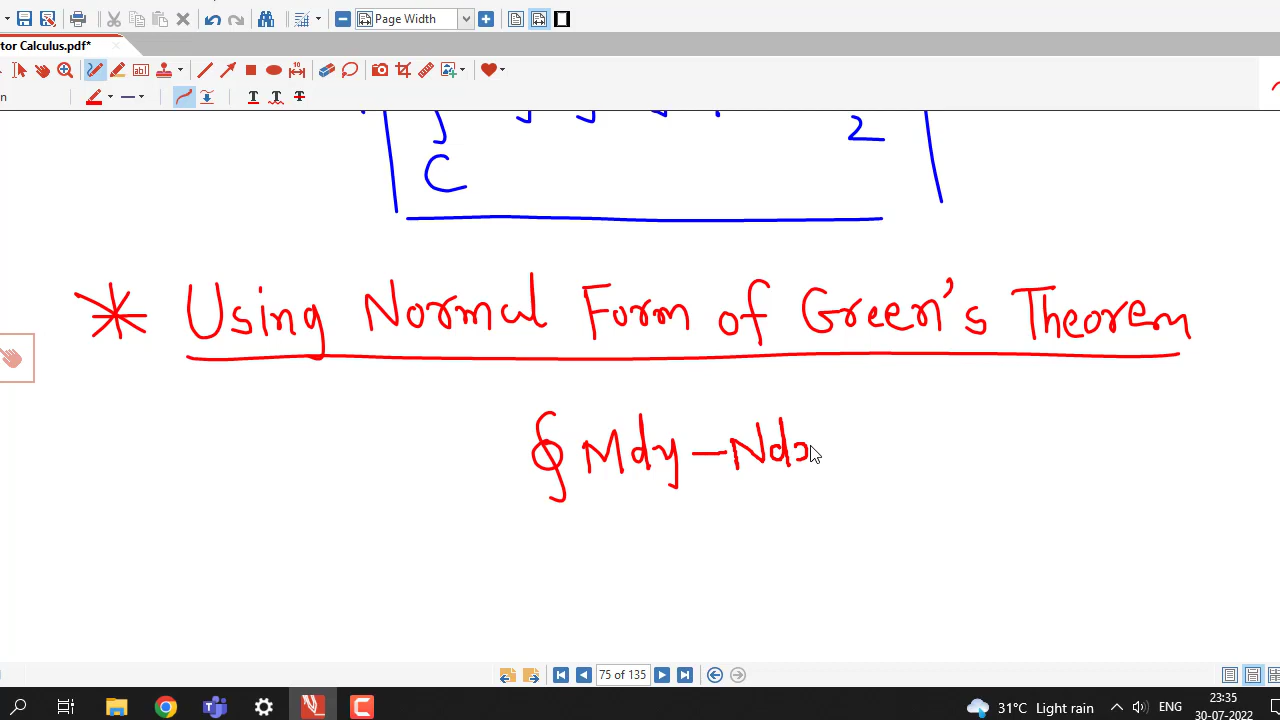 Page Width
tor Calculus.pdf*
2
C
* Using Normal Form of Green's Theorem
∮ Mdy — Ndx
75 of 135
31°C Light rain ENG 23:35
30-07-2022